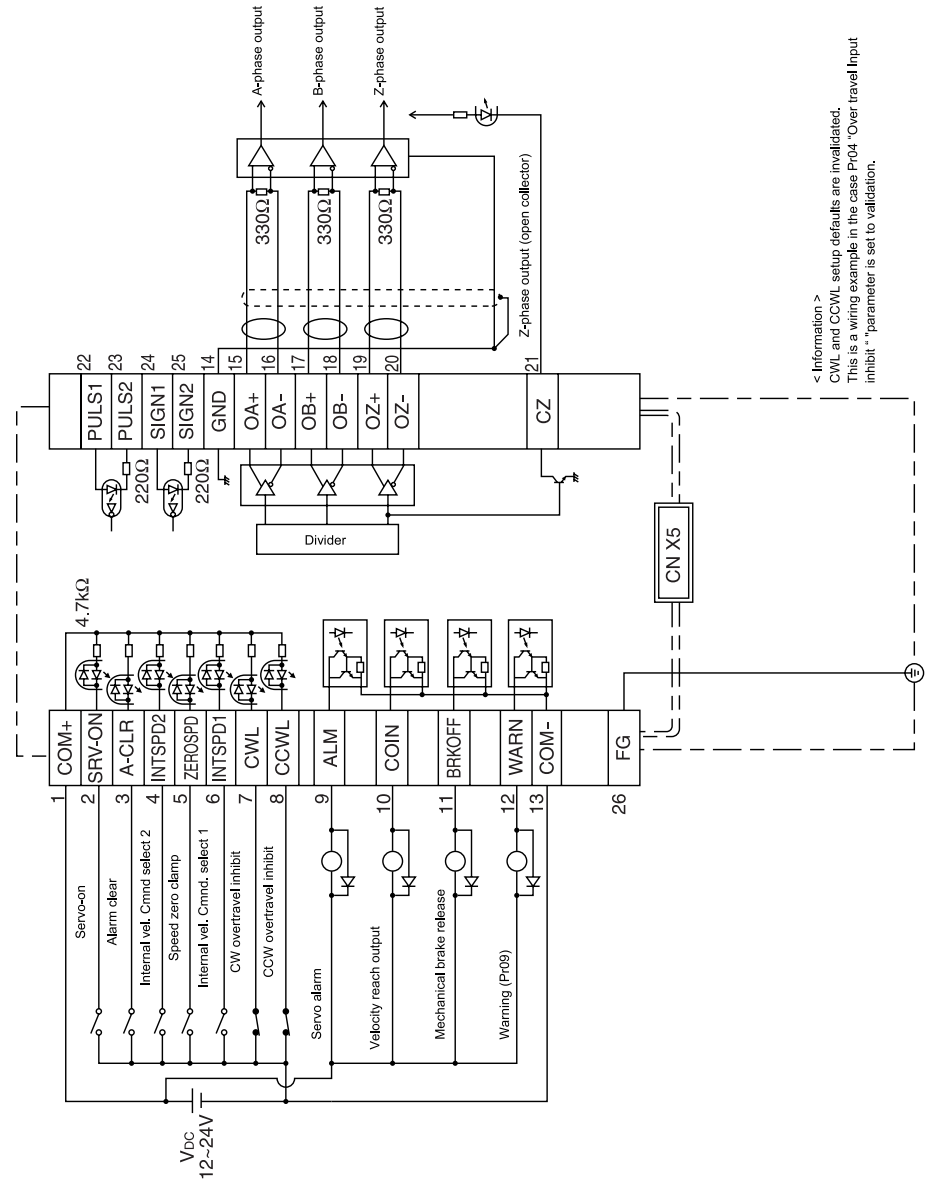 A-phase output
B-phase output
Z-phase output
330Ω
330Ω
330Ω
Z-phase output (open collector)
< Information >
CWL and CCWL setup defaults are invalidated.
This is a wiring example in the case Pr04 “Over travel Input
inhibit “ ”parameter is set to validation.
22
23
24
25
14
15
16
17
18
19
20
21
PULS1
PULS2
SIGN1
SIGN2
GND
OA+
OA-
OB+
OB-
OZ+
OZ-
CZ
220Ω
220Ω
Divider
CN X5
4.7kΩ
COM+
SRV-ON
A-CLR
INTSPD2
ZEROSPD
INTSPD1
CWL
CCWL
ALM
COIN
BRKOFF
WARN
COM-
FG
1
2
3
4
5
6
7
8
9
10
11
12
13
26
Servo-on
Alarm clear
Internal vel. Cmnd select 2
Speed zero clamp
Internal vel. Cmnd. select 1
CW overtravel inhibit
CCW overtravel inhibit
Servo alarm
Velocity reach output
Mechanical brake release
Warning (Pr09)
VDC
12~24V